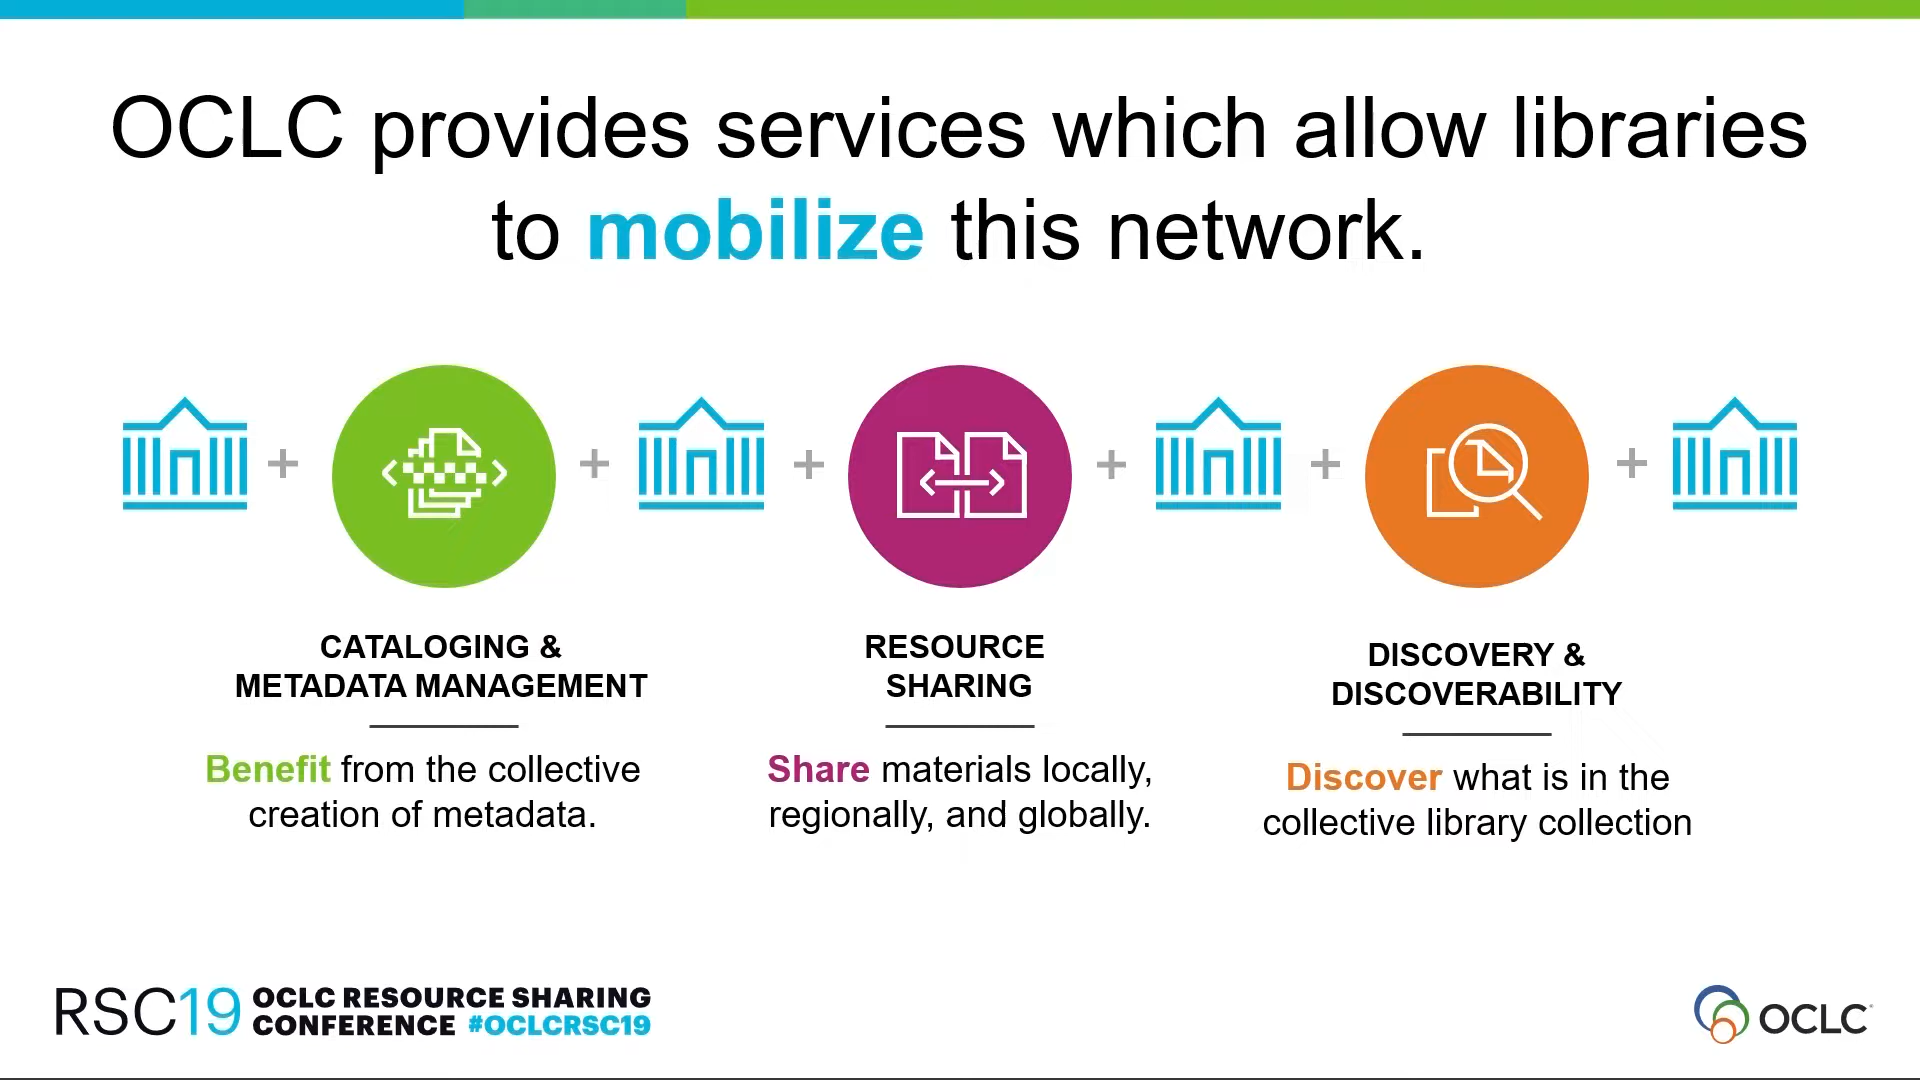 OCLC provides services which allow libraries
to mobilize this network.
CATALOGING &
METADATA MANAGEMENT
Benefit from the collective
creation of metadata.
RESOURCE
SHARING
Share materials locally,
regionally, and globally.
DISCOVERY &
DISCOVERABILITY
Discover what is in the
collective library collection
RSC19 OCLC RESOURCE SHARING
CONFERENCE #OCLCRSC19
OCLC